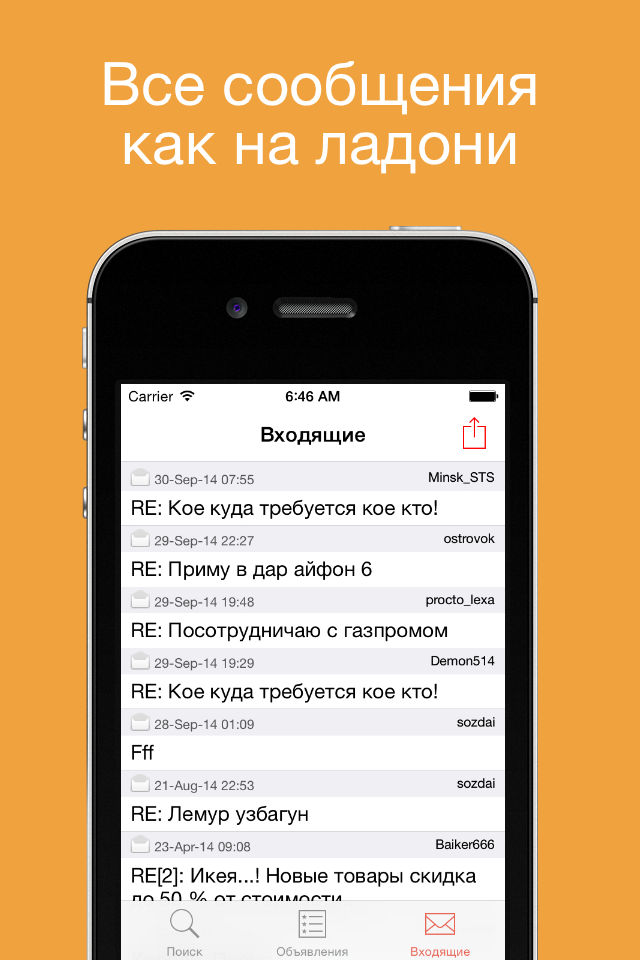 Все сообщения
как на ладони
Carrier 6:46 AM
Входящие
30-Sep-14 07:55 Minsk_STS
RE: Кое куда требуется кое кто!
29-Sep-14 22:27 ostrovok
RE: Приму в дар айфон 6
29-Sep-14 19:48 procto_lexa
RE: Посотрудничаю с газпромом
29-Sep-14 19:29 Demon514
RE: Кое куда требуется кое кто!
28-Sep-14 01:09 sozdai
Fff
21-Aug-14 22:53 sozdai
RE: Лемур узбагун
23-Apr-14 09:08 Baiker666
RE[2]: Икея...! Новые товары скидка
до 50 % от стоимости
Поиск Объявления Входящие